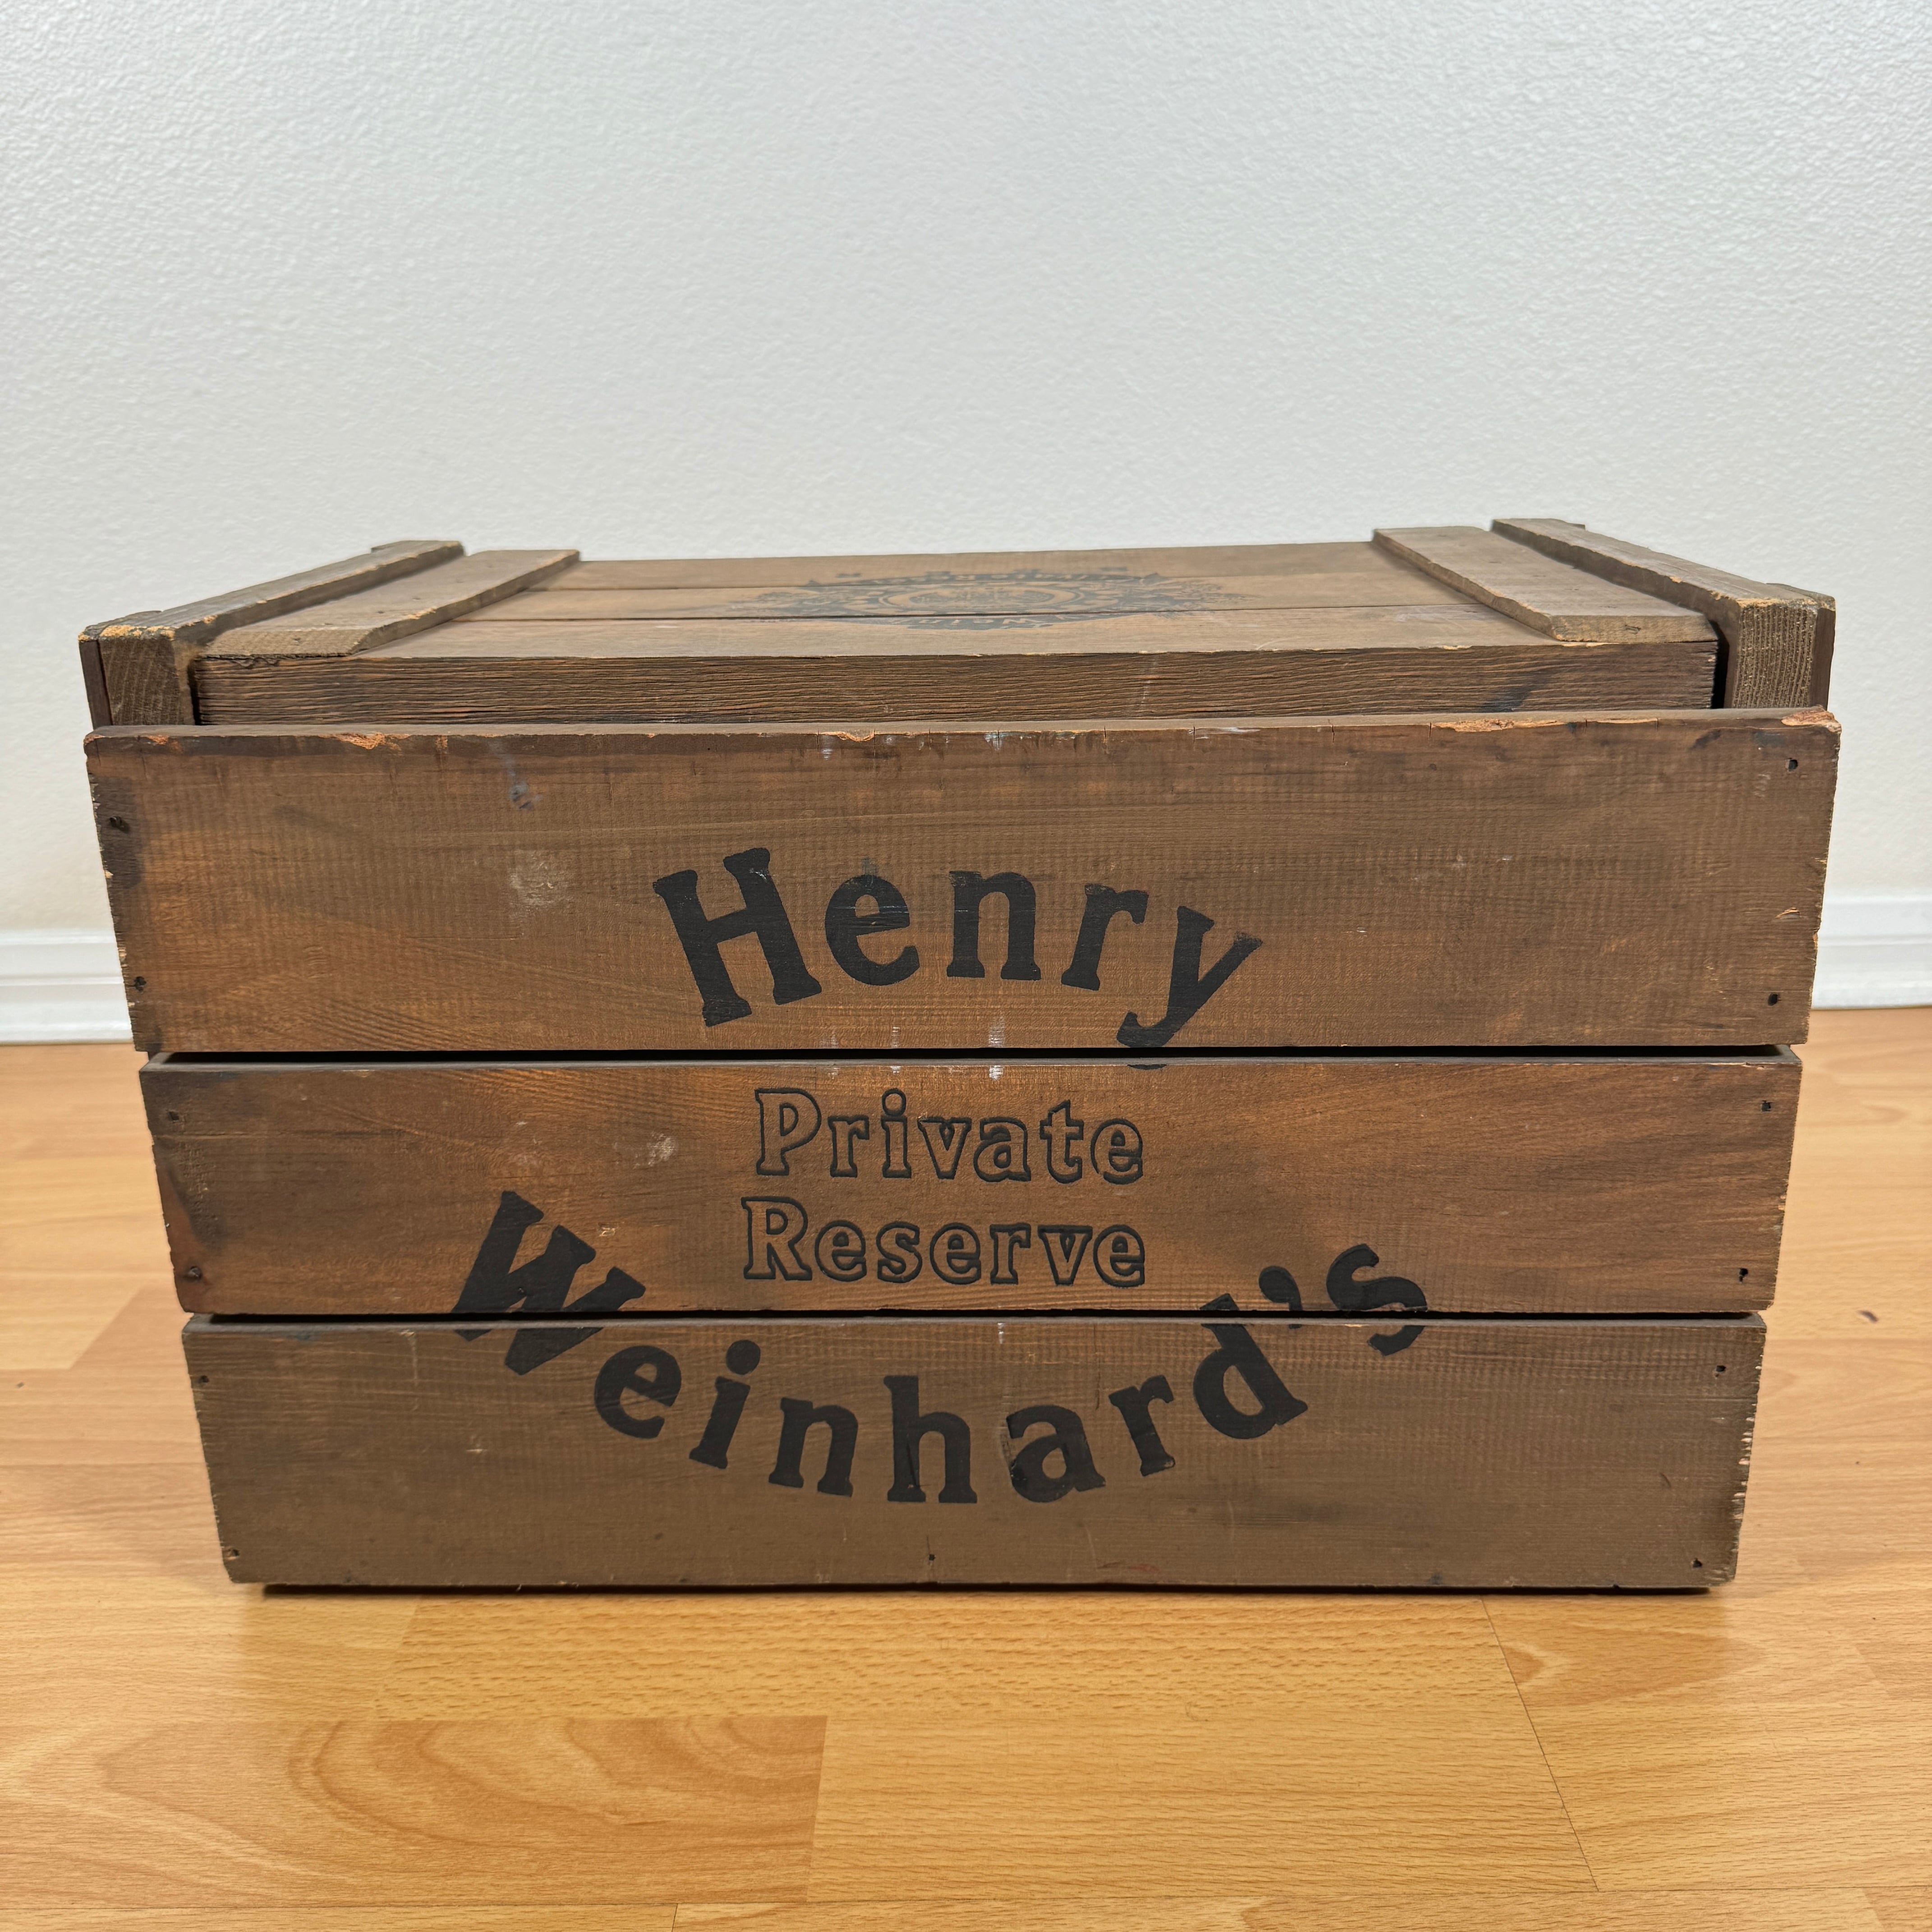 Henry
Private
Reserve
Weinhard's